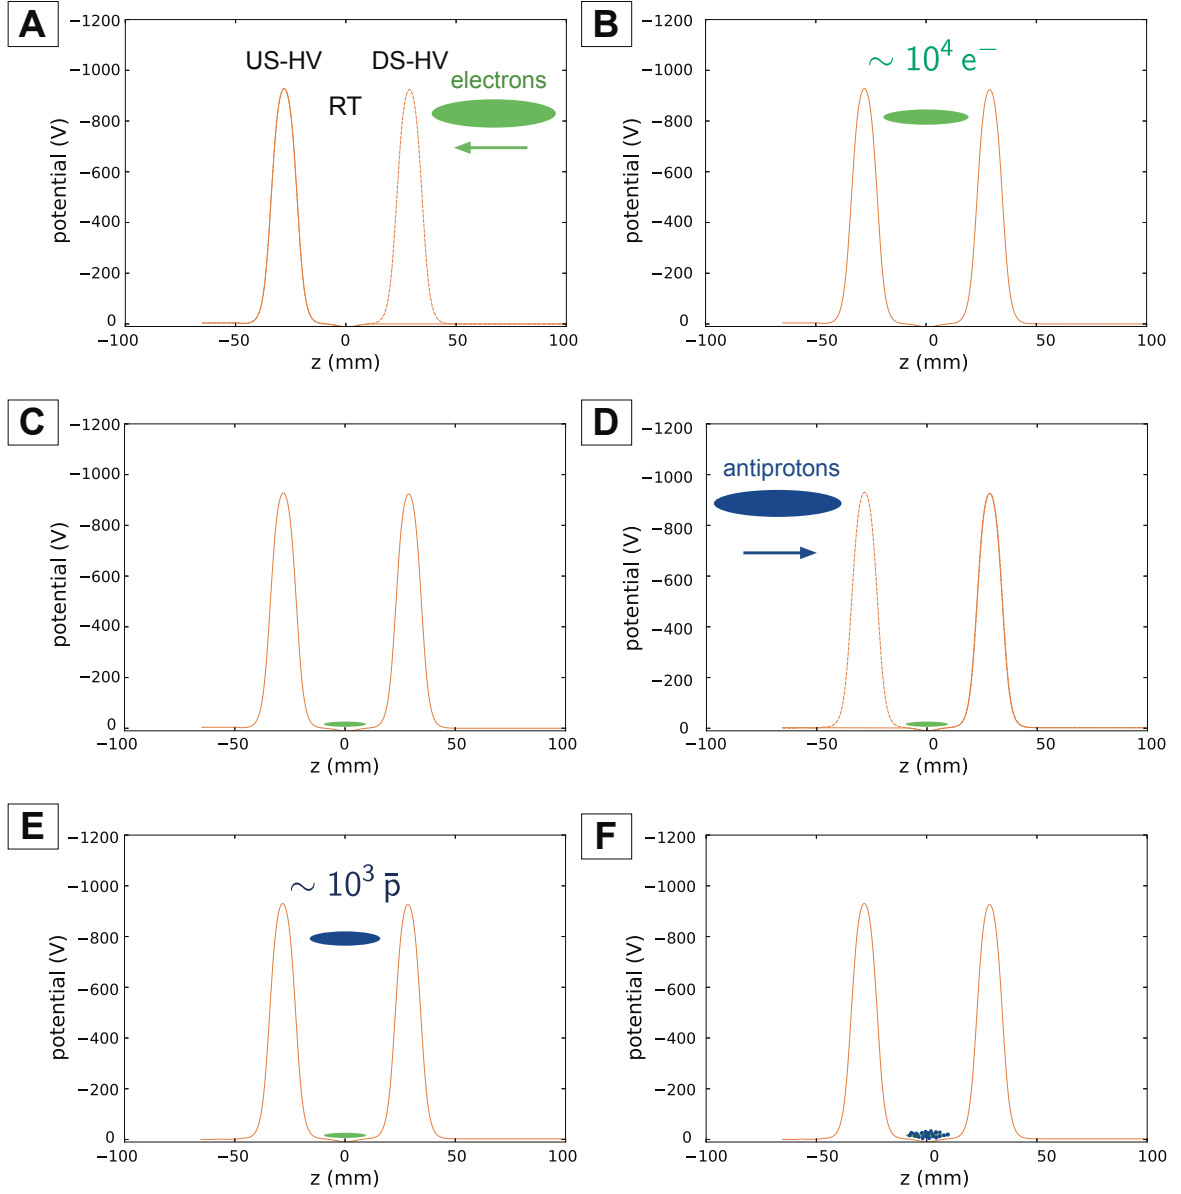 A
−1200
−1000
−800
−600
−400
−200
0
potential (V)
US-HV
DS-HV
RT
electrons
−100
−50
0
50
100
z (mm)
B
−1200
−1000
−800
−600
−400
−200
0
potential (V)
∼ 10⁴ e⁻
−100
−50
0
50
100
z (mm)
C
−1200
−1000
−800
−600
−400
−200
0
potential (V)
−100
−50
0
50
100
z (mm)
D
−1200
−1000
−800
−600
−400
−200
0
potential (V)
antiprotons
−100
−50
0
50
100
z (mm)
E
−1200
−1000
−800
−600
−400
−200
0
potential (V)
∼ 10³ p̄
−100
−50
0
50
100
z (mm)
F
−1200
−1000
−800
−600
−400
−200
0
potential (V)
−100
−50
0
50
100
z (mm)